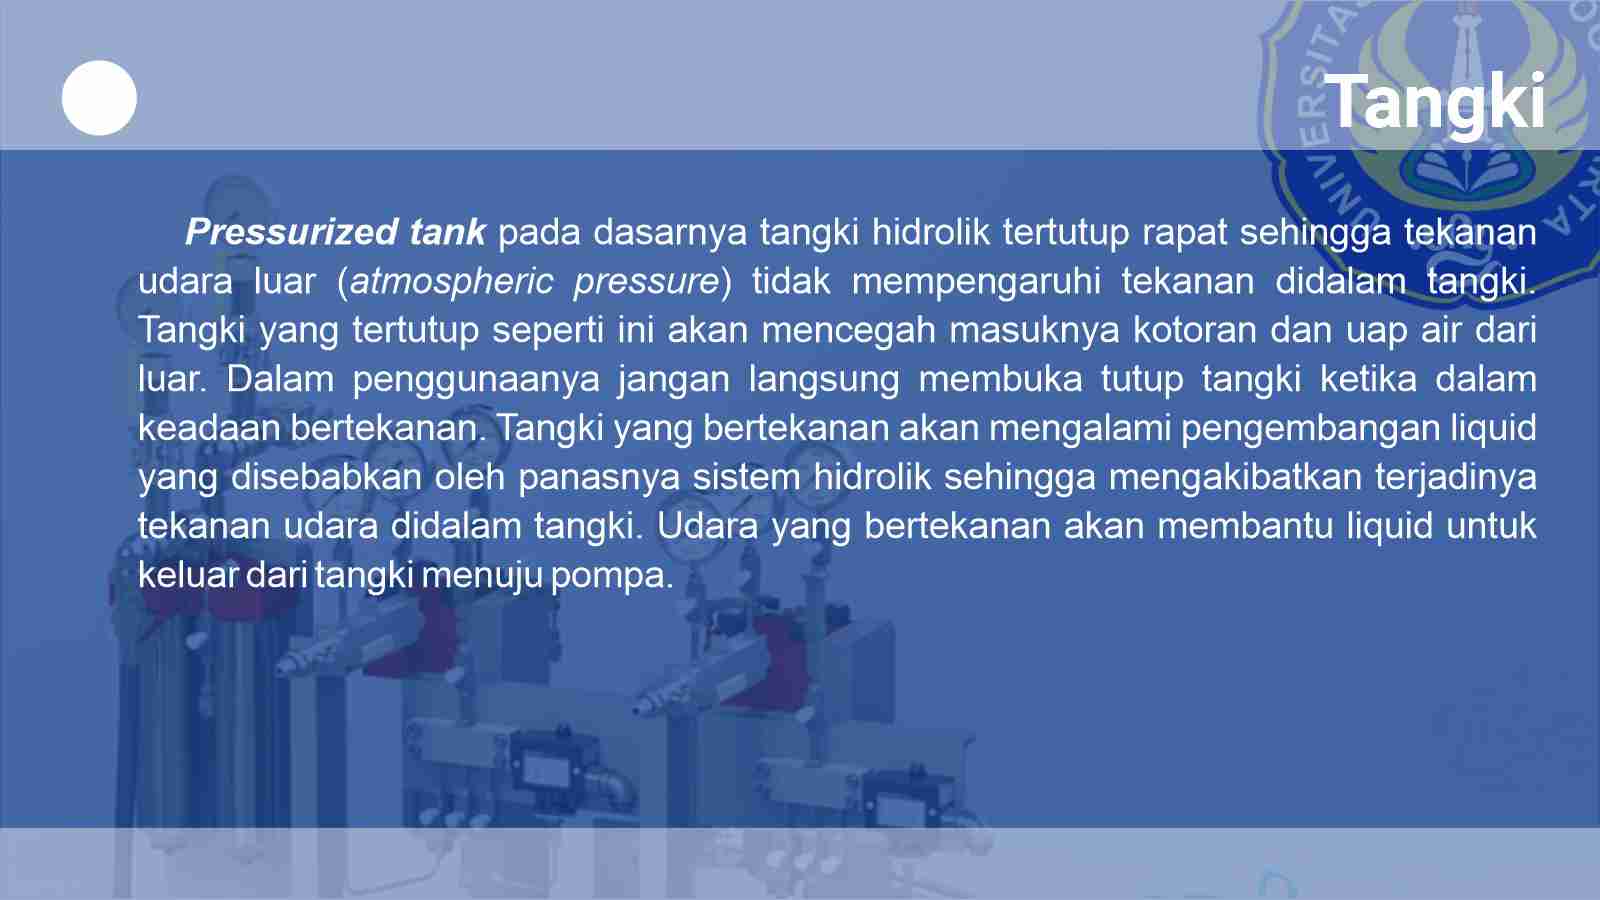 Tangki
Pressurized tank pada dasarnya tangki hidrolik tertutup rapat sehingga tekanan
udara luar (atmospheric pressure) tidak mempengaruhi tekanan didalam tangki.
Tangki yang tertutup seperti ini akan mencegah masuknya kotoran dan uap air dari
luar. Dalam penggunaanya jangan langsung membuka tutup tangki ketika dalam
keadaan bertekanan. Tangki yang bertekanan akan mengalami pengembangan liquid
yang disebabkan oleh panasnya sistem hidrolik sehingga mengakibatkan terjadinya
tekanan udara didalam tangki. Udara yang bertekanan akan membantu liquid untuk
keluar dari tangki menuju pompa.
UNIVERSITAS